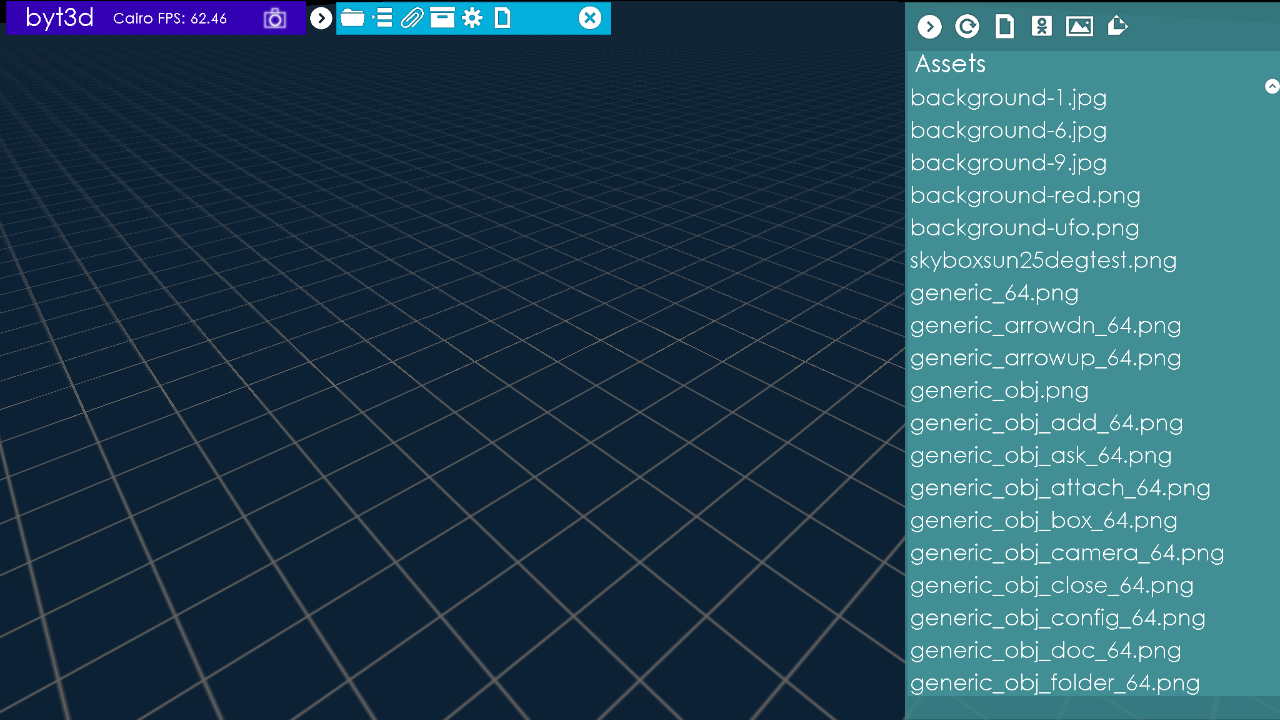 byt3d Cairo FPS: 62.46
Assets
background-1.jpg
background-6.jpg
background-9.jpg
background-red.png
background-ufo.png
skyboxsun25degtest.png
generic_64.png
generic_arrowdn_64.png
generic_arrowup_64.png
generic_obj.png
generic_obj_add_64.png
generic_obj_ask_64.png
generic_obj_attach_64.png
generic_obj_box_64.png
generic_obj_camera_64.png
generic_obj_close_64.png
generic_obj_config_64.png
generic_obj_doc_64.png
generic_obj_folder_64.png